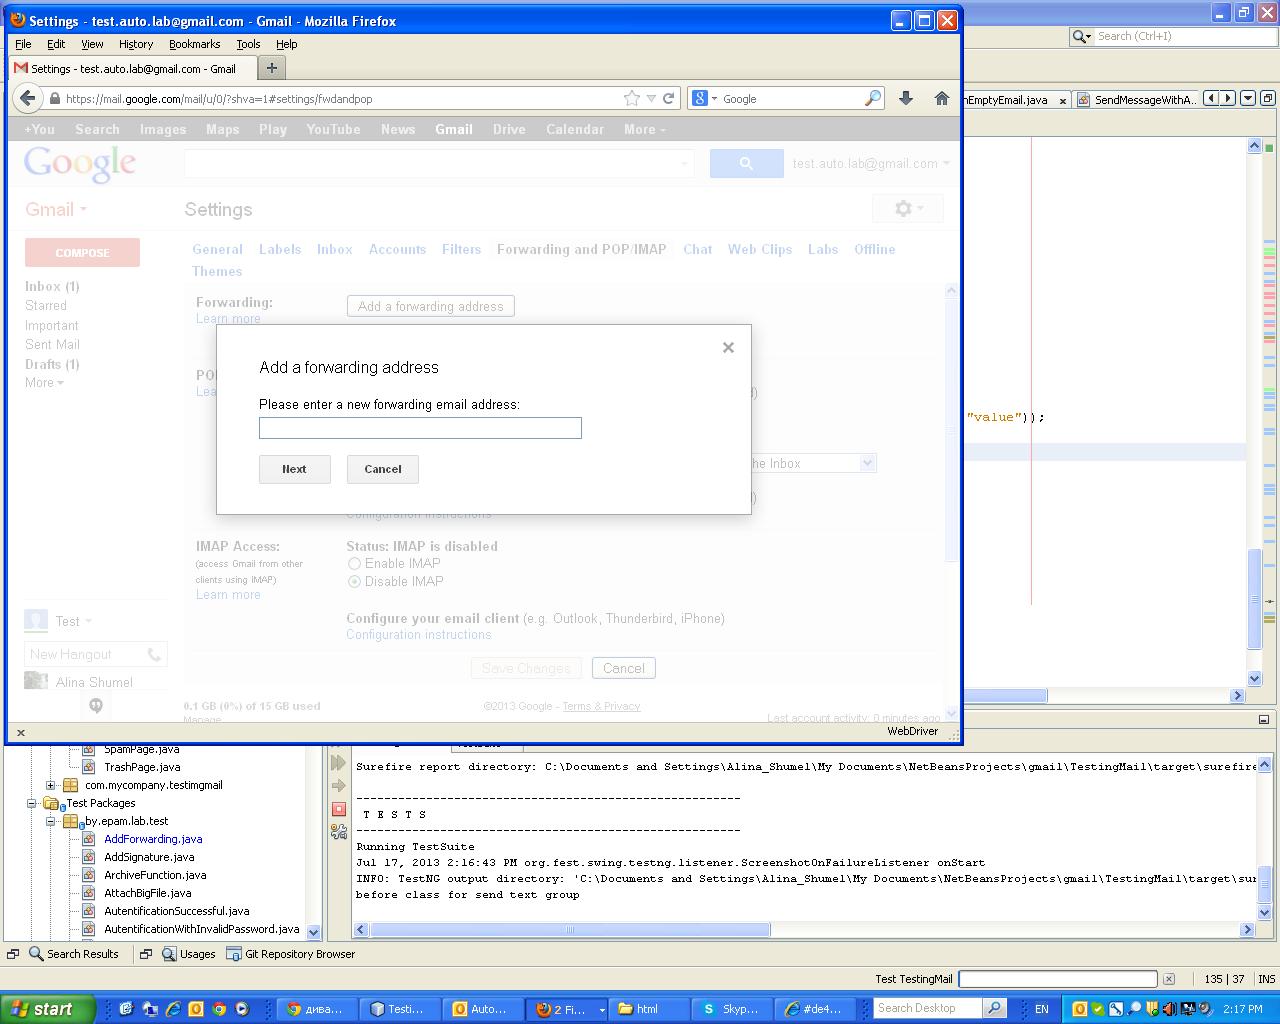 Settings - test.auto.lab@gmail.com - Gmail - Mozilla Firefox
File Edit View History Bookmarks Tools Help
Search (Ctrl+I)
Settings - test.auto.lab@gmail.com - Gmail
https://mail.google.com/mail/u/0/?shva=1#settings/fwdandpop
Google
nEmptyEmail.java
SendMessageWithA..
+You Search Images Maps Play YouTube News Gmail Drive Calendar More
Google
test.auto.lab@gmail.com
Gmail
Settings
COMPOSE
General Labels Inbox Accounts Filters Forwarding and POP/IMAP Chat Web Clips Labs Offline
Themes
Inbox (1)
Starred
Important
Sent Mail
Drafts (1)
More
Forwarding:
Add a forwarding address
Learn more
Add a forwarding address
Please enter a new forwarding email address:
Next Cancel
"value"));
he Inbox
Configuration instructions
IMAP Access:
(access Gmail from other
clients using IMAP)
Learn more
Status: IMAP is disabled
Enable IMAP
Disable IMAP
Configure your email client (e.g. Outlook, Thunderbird, iPhone)
Configuration instructions
Save Changes Cancel
Test
New Hangout
Alina Shumel
0.1 GB (0%) of 15 GB used
Manage
©2013 Google - Terms & Privacy
Last account activity: 0 minutes ago
WebDriver
SpamPage.java
TrashPage.java
com.mycompany.testimgmail
Test Packages
by.epam.lab.test
AddForwarding.java
AddSignature.java
ArchiveFunction.java
AttachBigFile.java
AutentificationSuccessful.java
AutentificationWithInvalidPassword.java
Surefire report directory: C:\Documents and Settings\Alina_Shumel\My Documents\NetBeansProjects\gmail\TestingMail\target\surefire
-------------------------------------------------------
T E S T S
-------------------------------------------------------
Running TestSuite
Jul 17, 2013 2:16:43 PM org.fest.swing.testng.listener.ScreenshotOnFailureListener onStart
INFO: TestNG output directory: 'C:\Documents and Settings\Alina_Shumel\My Documents\NetBeansProjects\gmail\TestingMail\target\sur
before class for send text group
Search Results Usages Git Repository Browser
Test TestingMail
135 | 37 INS
start
дива...
Testi...
Auto...
2 Fi...
html
Skyp...
#de4...
Search Desktop
EN
2:17 PM